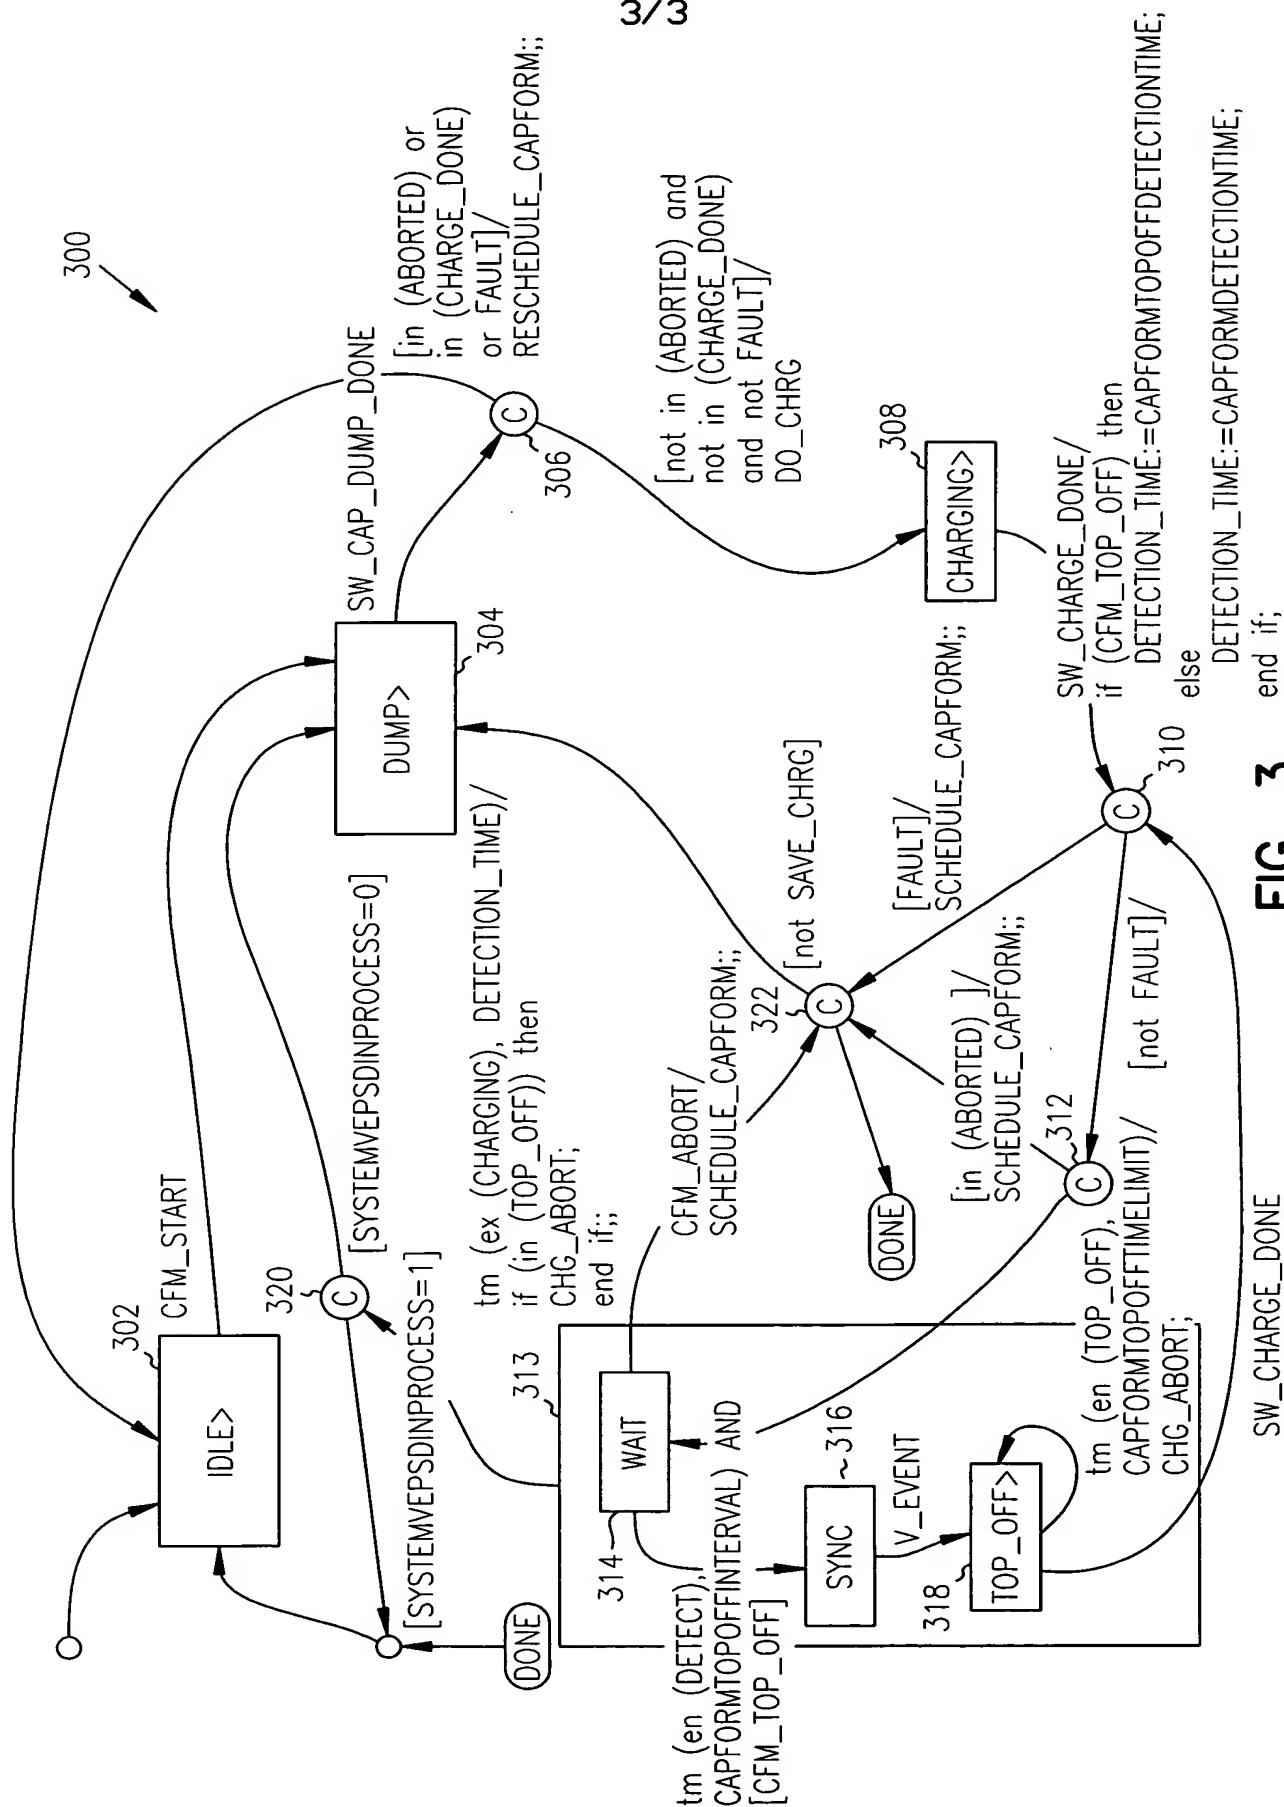 3/3
300
302
IDLE>
CFM_START
320
C
[SYSTEMVEPSDINPROCESS=0]
[SYSTEMVEPSDINPROCESS=1]
DONE
DUMP>
304
SW_CAP_DUMP_DONE
C
306
[in (ABORTED) or
in (CHARGE_DONE)
or FAULT]/
RESCHEDULE_CAPFORM;;
[not in (ABORTED) and
not in (CHARGE_DONE)
and not FAULT]/
DO_CHRG
308
CHARGING>
SW_CHARGE_DONE/
if (CFM_TOP_OFF) then
DETECTION_TIME:=CAPFORMTOPOFFDETECTIONTIME;
else
DETECTION_TIME:=CAPFORMDETECTIONTIME;
end if;
C
310
[FAULT]/
SCHEDULE_CAPFORM;;
[not FAULT]/
312
C
[in (ABORTED) ]/
SCHEDULE_CAPFORM;;
322
C
[not SAVE_CHRG]
CFM_ABORT/
SCHEDULE_CAPFORM;;
DONE
tm (ex (CHARGING), DETECTION_TIME)/
if (in (TOP_OFF)) then
CHG_ABORT;
end if;;
313
WAIT
314
tm (en (DETECT),
CAPFORMTOPOFFINTERVAL) AND
[CFM_TOP_OFF]
SYNC
316
V_EVENT
318
TOP_OFF>
tm (en (TOP_OFF),
CAPFORMTOPOFFTIMELIMIT)/
CHG_ABORT;
SW_CHARGE_DONE
FIG. 3